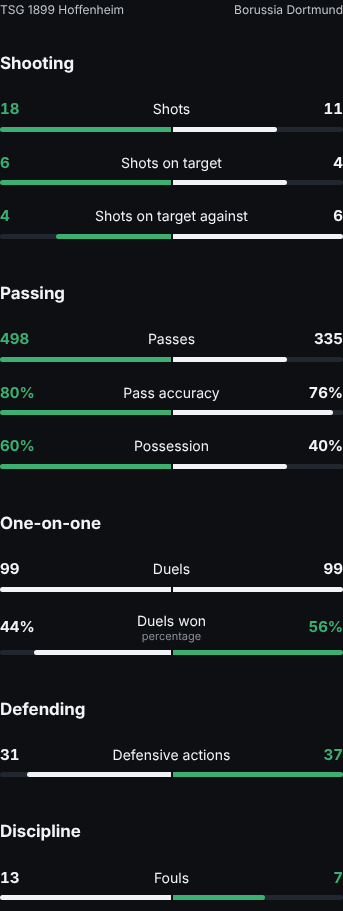 TSG 1899 Hoffenheim Borussia Dortmund
Shooting
18 Shots 11
6 Shots on target 4
4 Shots on target against 6
Passing
498 Passes 335
80% Pass accuracy 76%
60% Possession 40%
One-on-one
99 Duels 99
44% Duels won 56%
percentage
Defending
31 Defensive actions 37
Discipline
13 Fouls 7